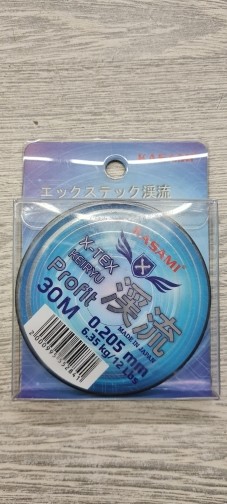 エックステック渓流
KASAMI
X
X-TEX
KEIRYU
Profit
渓流
30M
0.205 mm
MADE IN JAPAN
6.35 kg/12 LBS